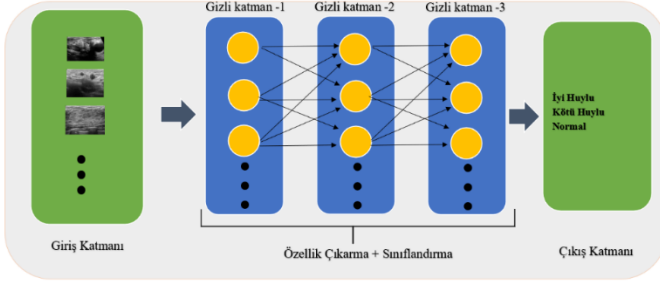 Gizli katman -1
Gizli katman -2
Gizli katman -3
İyi Huylu
Kötü Huylu
Normal
Giriş Katmanı
Özellik Çıkarma + Sınıflandırma
Çıkış Katmanı